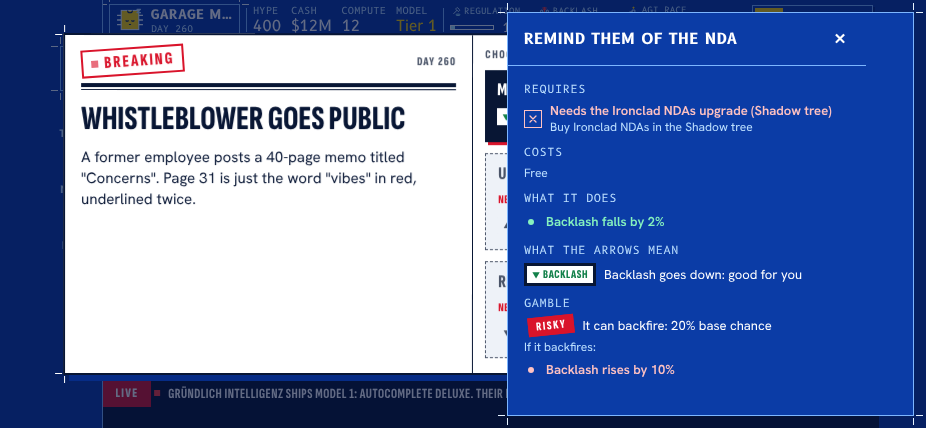 GARAGE M...
DAY 260
HYPE CASH COMPUTE MODEL
400 $12M 22 Tier 1
BACKLASH AGI RACE
BREAKING
DAY 260
WHISTLEBLOWER GOES PUBLIC
A former employee posts a 40-page memo titled
"Concerns". Page 31 is just the word "vibes" in red,
underlined twice.
REMIND THEM OF THE NDA
×
REQUIRES
Needs the Ironclad NDAs upgrade (Shadow tree)
Buy Ironclad NDAs in the Shadow tree
COSTS
Free
WHAT IT DOES
Backlash falls by 2%
WHAT THE ARROWS MEAN
▼ BACKLASH Backlash goes down: good for you
GAMBLE
RISKY It can backfire: 20% base chance
If it backfires:
Backlash rises by 10%
LIVE
GRÜNDLICH INTELLIGENZ SHIPS MODEL 1: AUTOCOMPLETE DELUXE. THEIR